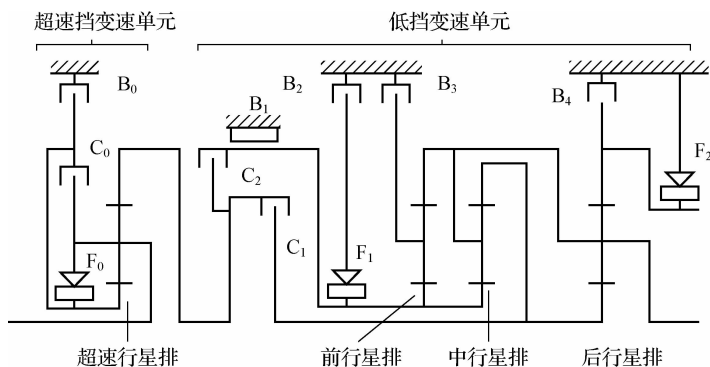 超速挡变速单元
低挡变速单元
B₀
B₂
B₃
B₁
B₄
C₀
C₂
F₂
C₁
F₁
F₀
超速行星排
前行星排
中行星排
后行星排